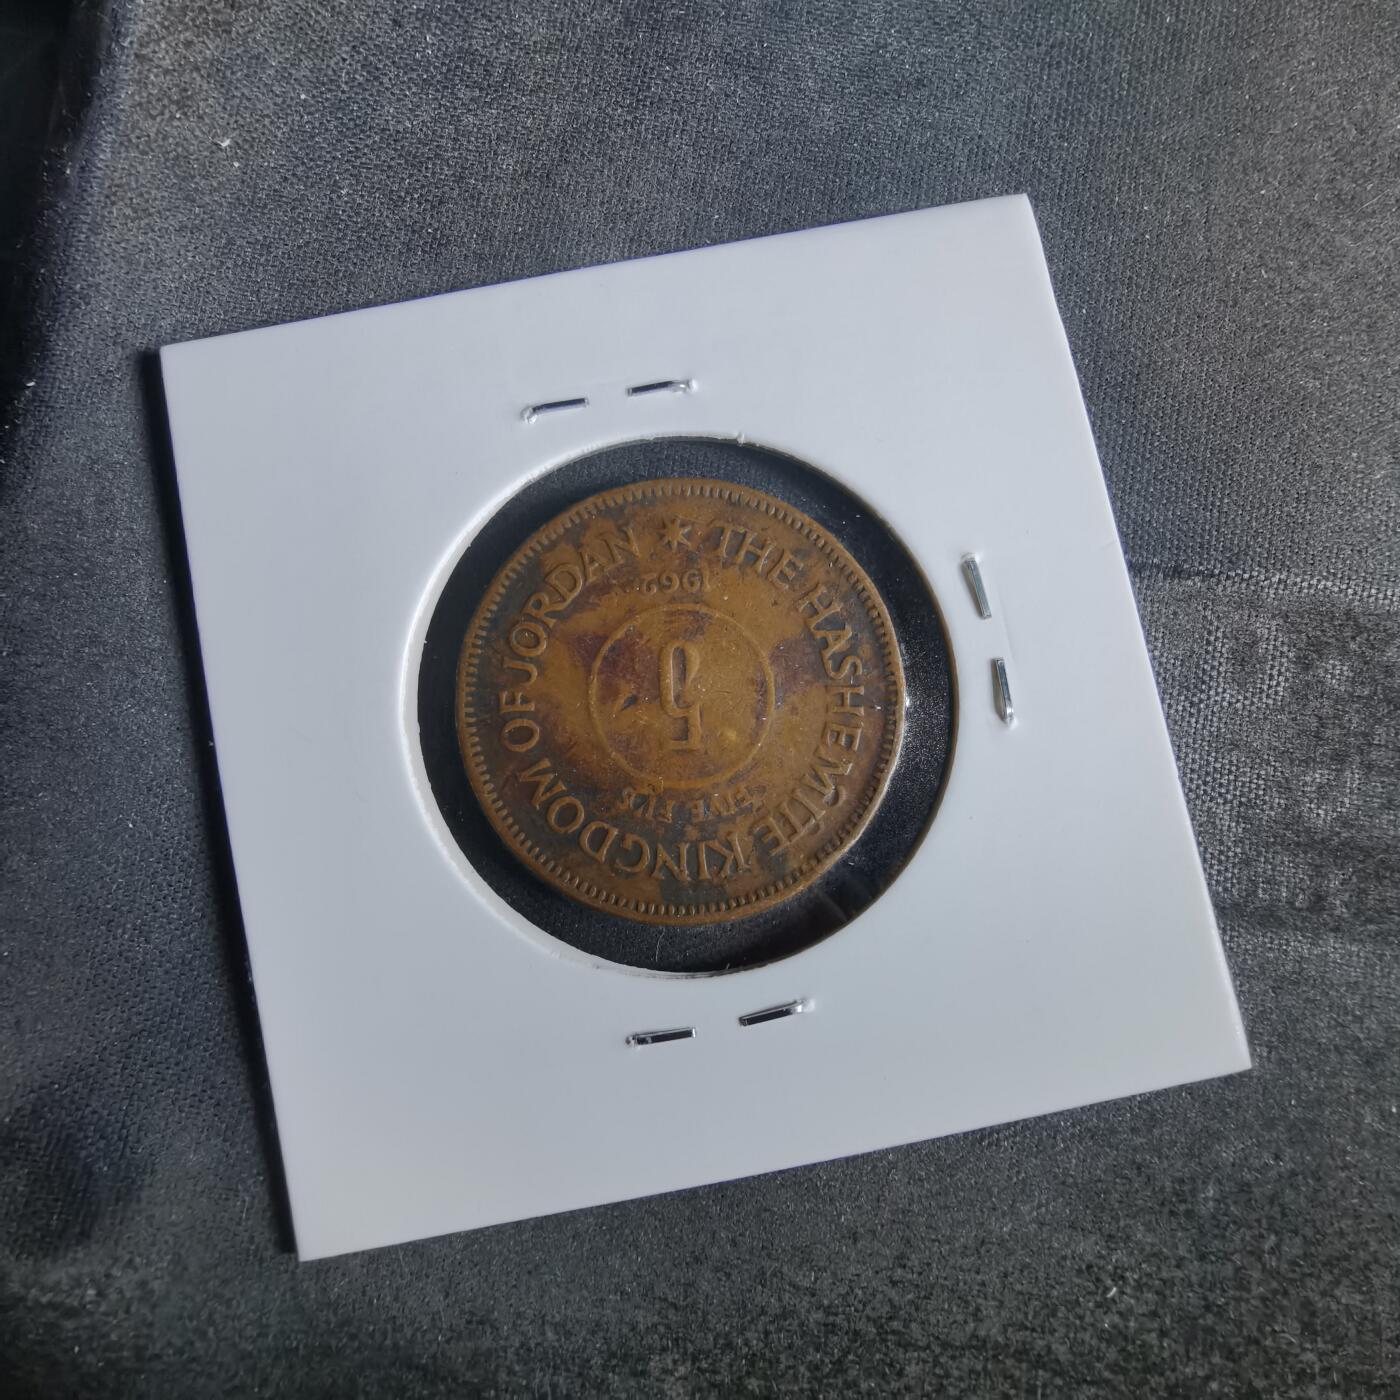 THE HASHEMITE KINGDOM OF JORDAN
FIVE FILS
5
1962